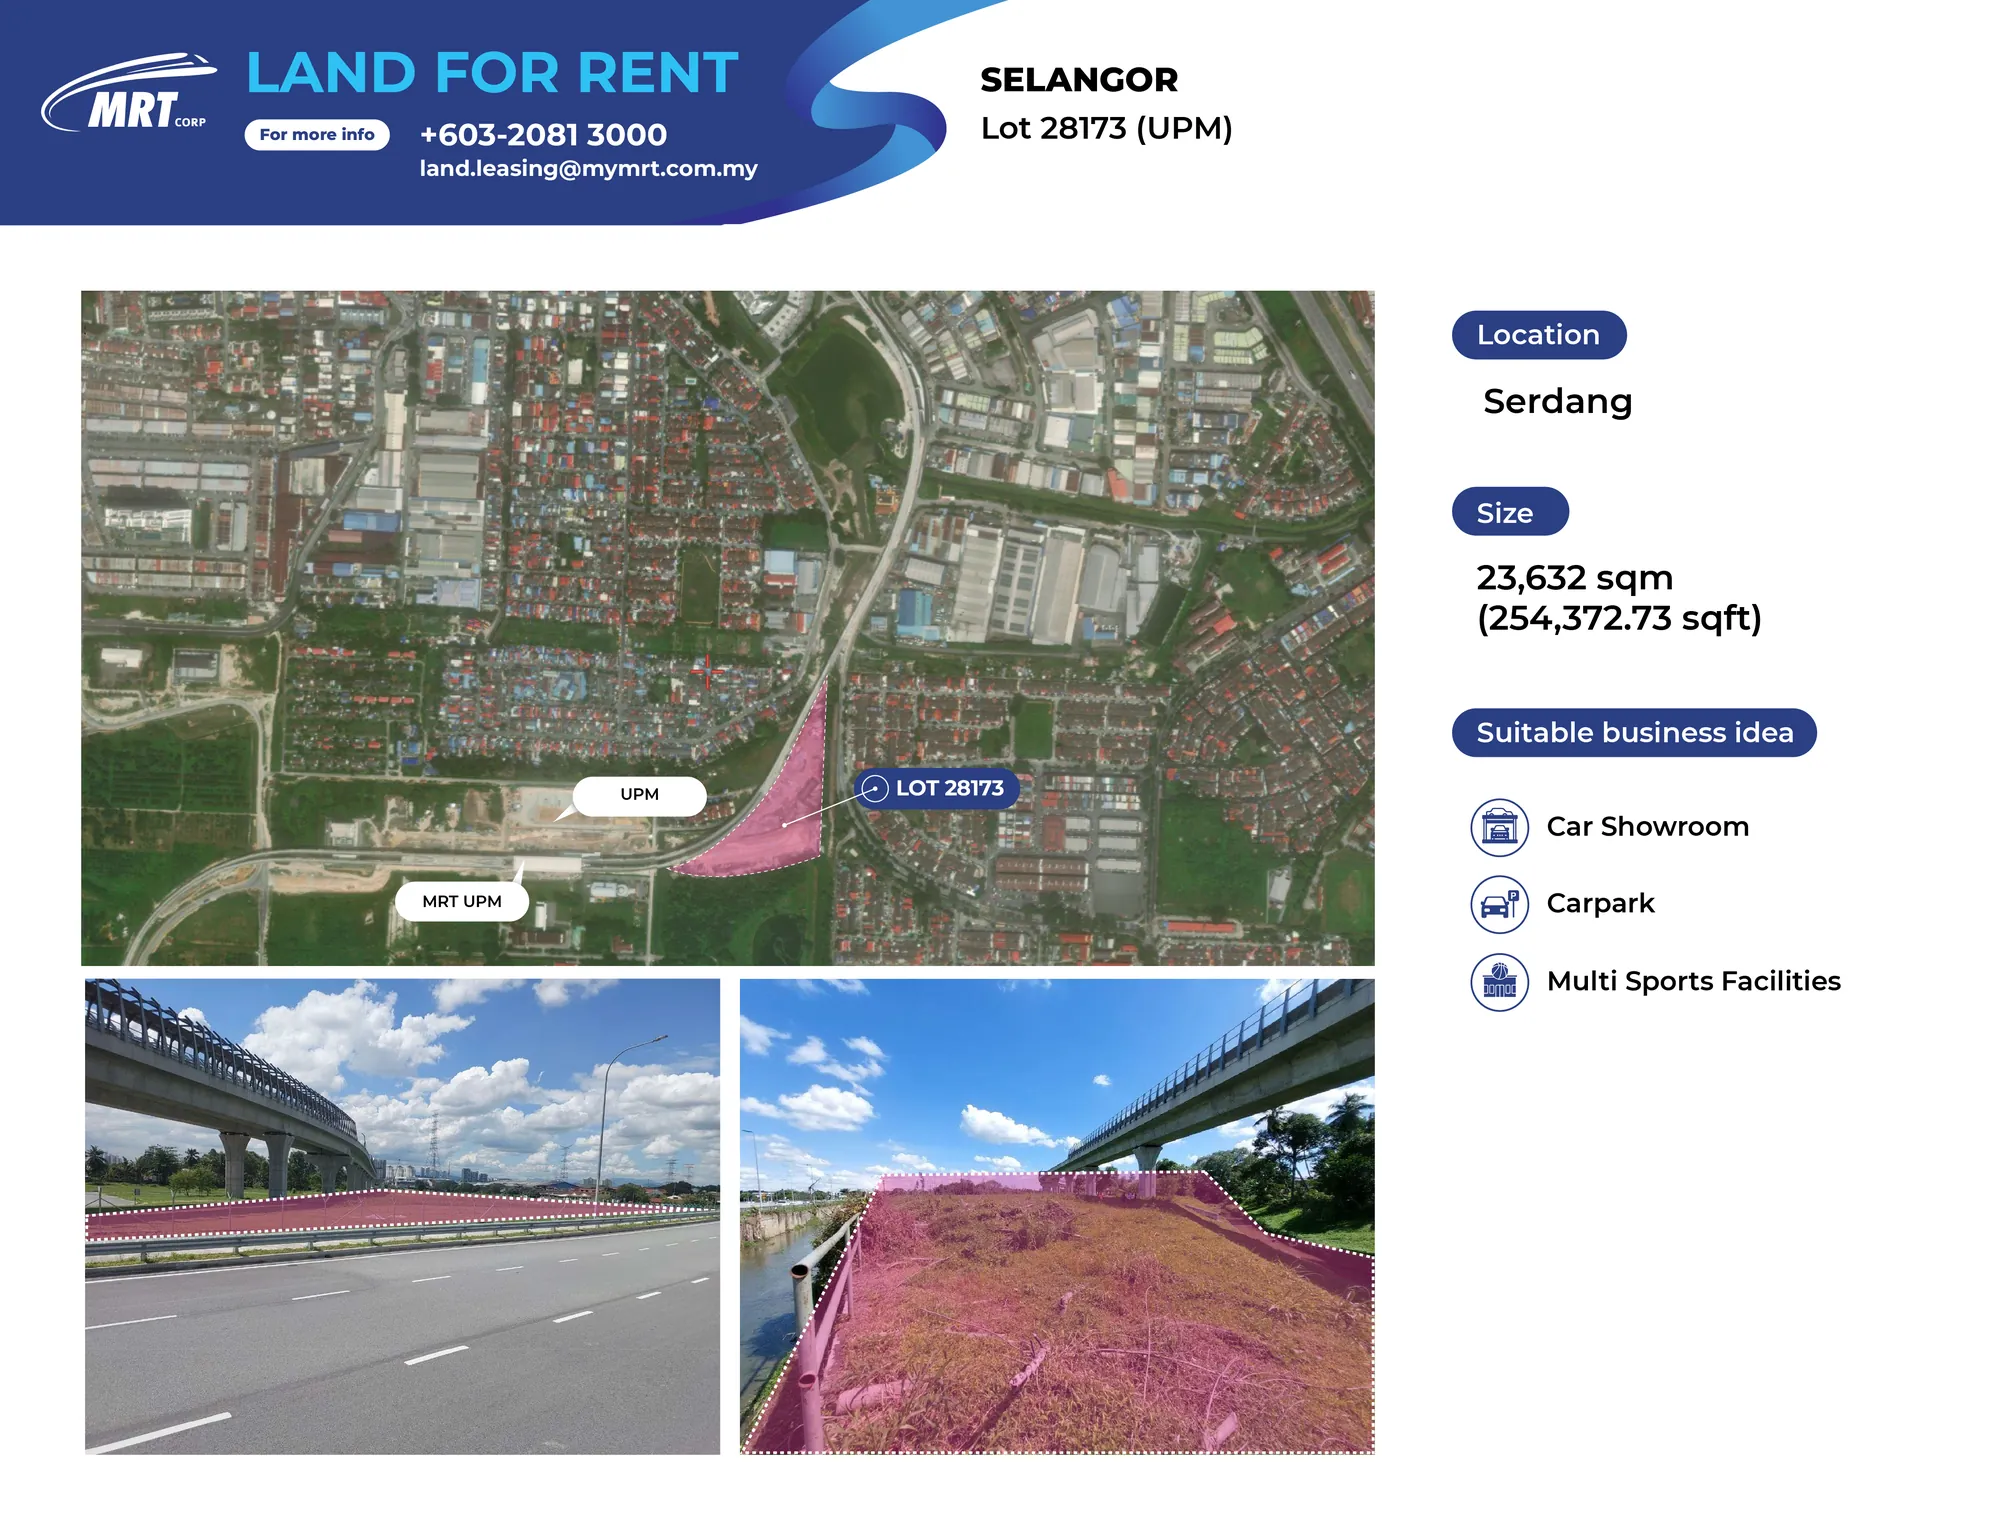 MRT CORP
LAND FOR RENT
For more info
+603-2081 3000
land.leasing@mymrt.com.my
SELANGOR
Lot 28173 (UPM)
UPM
LOT 28173
MRT UPM
Location
Serdang
Size
23,632 sqm
(254,372.73 sqft)
Suitable business idea
Car Showroom
P
Carpark
Multi Sports Facilities